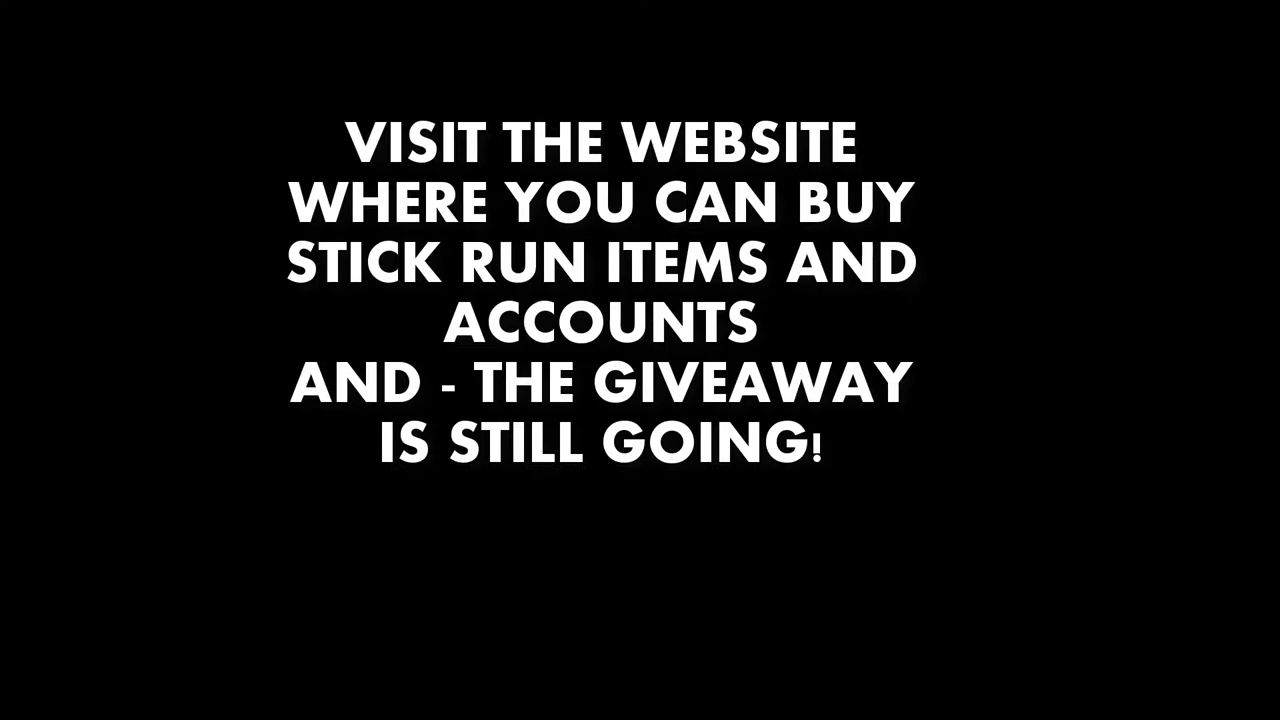 VISIT THE WEBSITE
WHERE YOU CAN BUY
STICK RUN ITEMS AND
ACCOUNTS
AND - THE GIVEAWAY
IS STILL GOING!